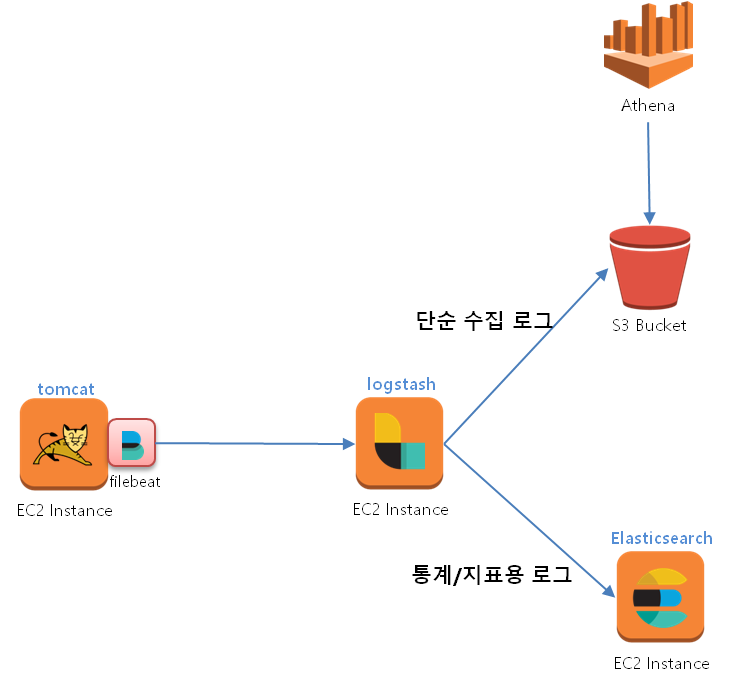 Athena
S3 Bucket
단순 수집 로그
tomcat
filebeat
EC2 Instance
logstash
EC2 Instance
통계/지표용 로그
Elasticsearch
EC2 Instance